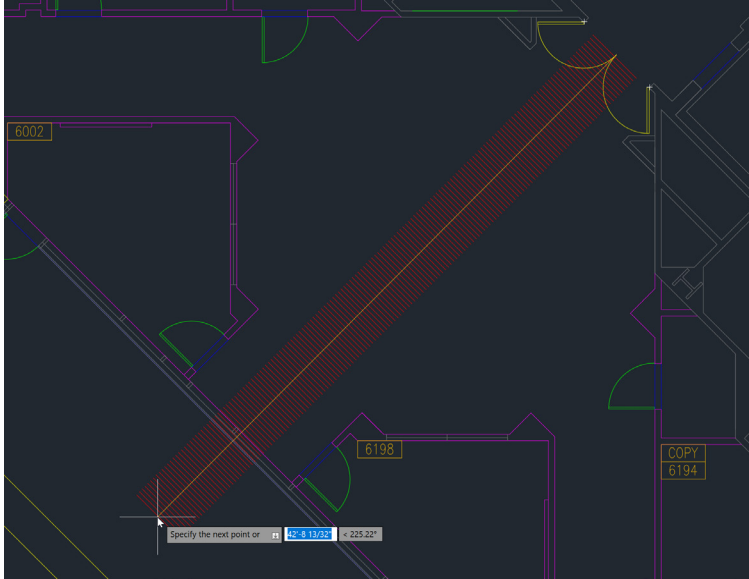 6002
6198
COPY
6194
Specify the next point or 42'-8 13/32" < 225.22°